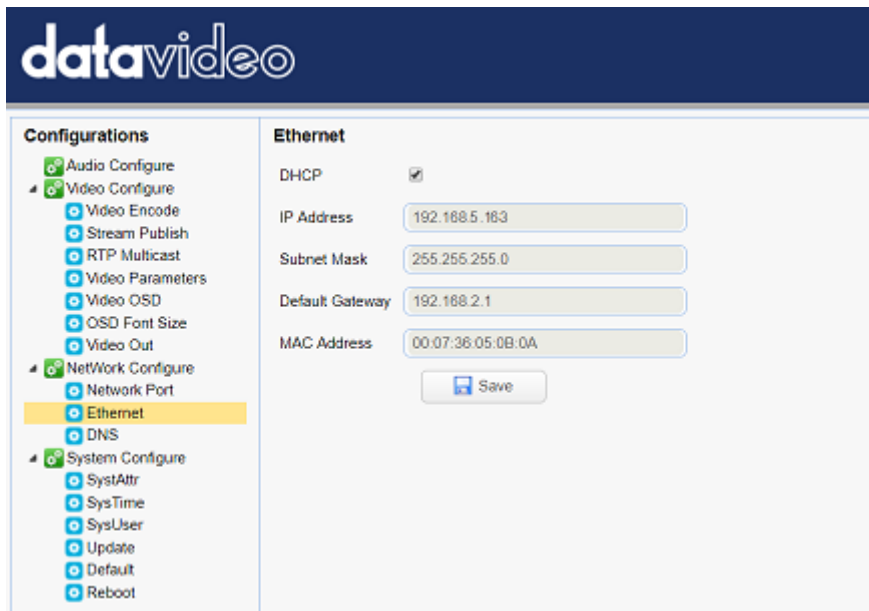 datavideo
Configurations
Audio Configure
Video Configure
Video Encode
Stream Publish
RTP Multicast
Video Parameters
Video OSD
OSD Font Size
Video Out
NetWork Configure
Network Port
Ethernet
DNS
System Configure
SystAttr
SysTime
SysUser
Update
Default
Reboot
Ethernet
DHCP
IP Address 192.168.5.163
Subnet Mask 255.255.255.0
Default Gateway 192.168.2.1
MAC Address 00:07:36:05:0B:0A
Save